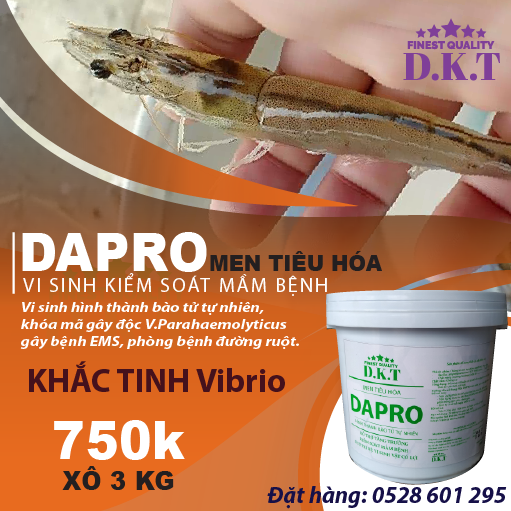 FINEST QUALITY
D.K.T
DAPRO MEN TIÊU HÓA
VI SINH KIỂM SOÁT MẦM BỆNH
Vi sinh hình thành bào tử tự nhiên,
khóa mã gây độc V.Parahaemolyticus
gây bệnh EMS, phòng bệnh đường ruột.
KHẮC TINH Vibrio
750k
XÔ 3 KG
FINEST QUALITY
D.K.T
MEN TIÊU HÓA
DAPRO
D.K.T
Đặt hàng: 0528 601 295